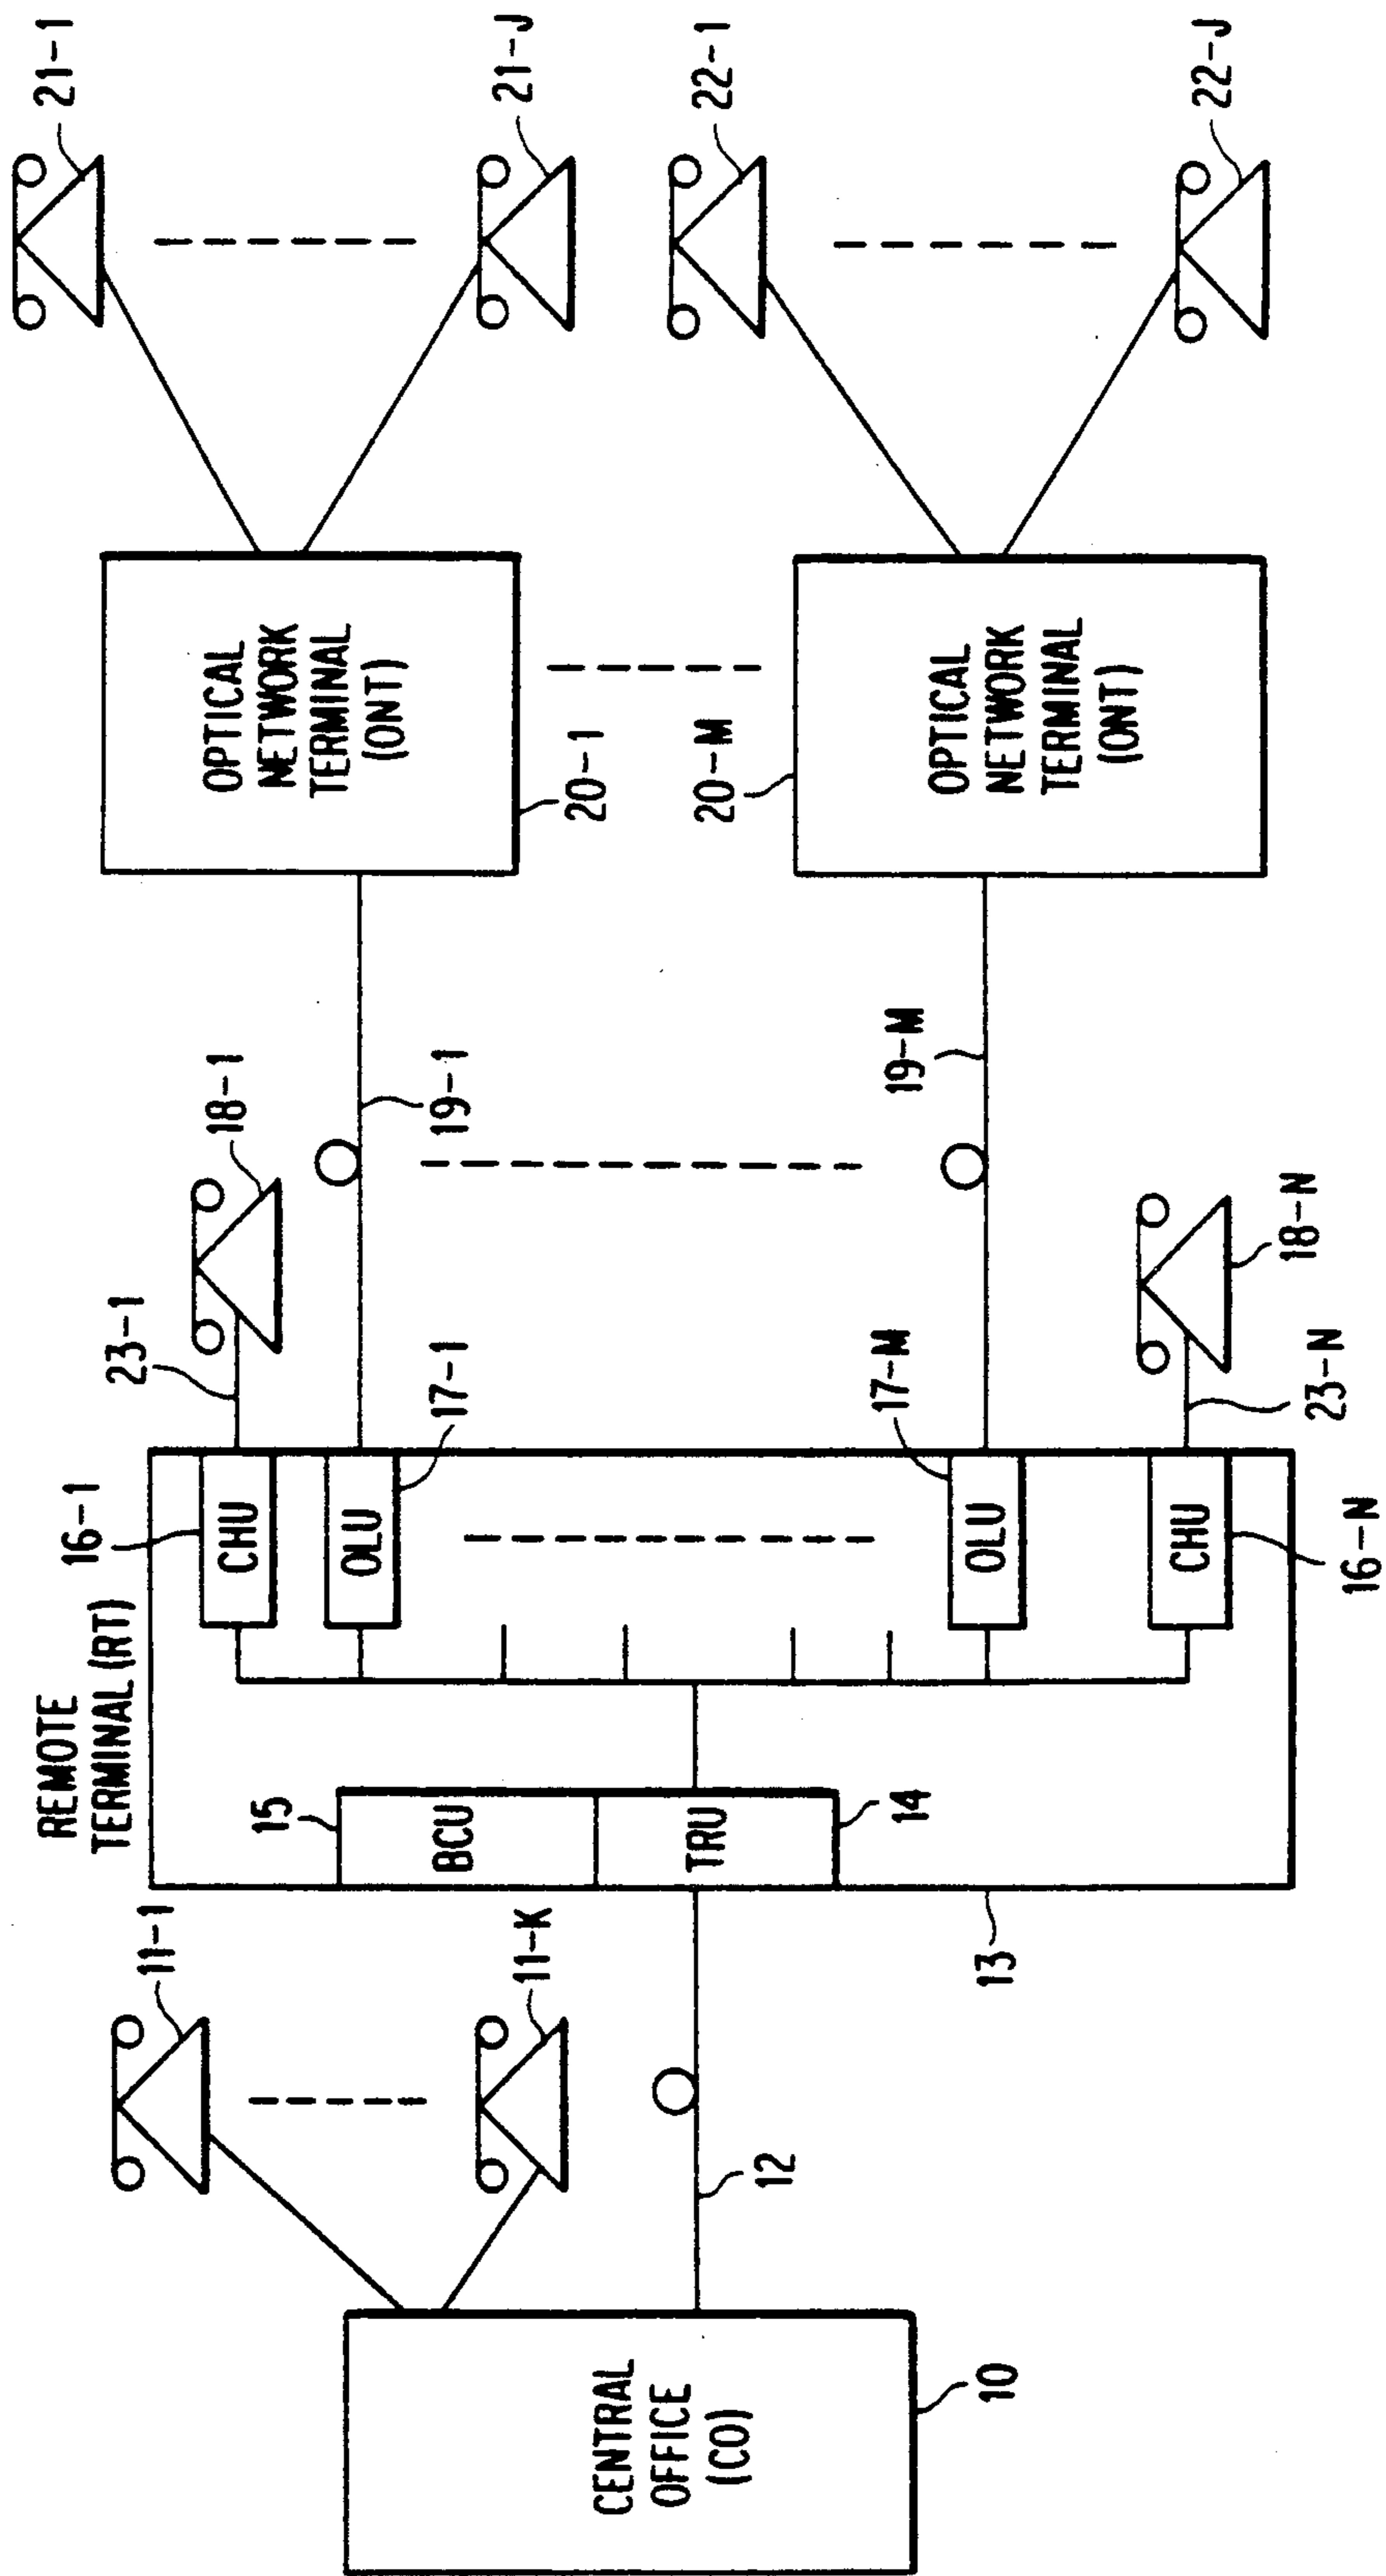 CENTRAL
OFFICE
(CO)
10
11-1
11-K
12
REMOTE
TERMINAL (RT)
13
15
BCU
TRU
14
16-1
CHU
OLU
17-1
17-M
OLU
CHU
16-N
23-1
18-1
23-N
18-N
19-1
19-M
OPTICAL
NETWORK
TERMINAL
(ONT)
20-1
20-M
OPTICAL
NETWORK
TERMINAL
(ONT)
21-1
21-J
22-1
22-J